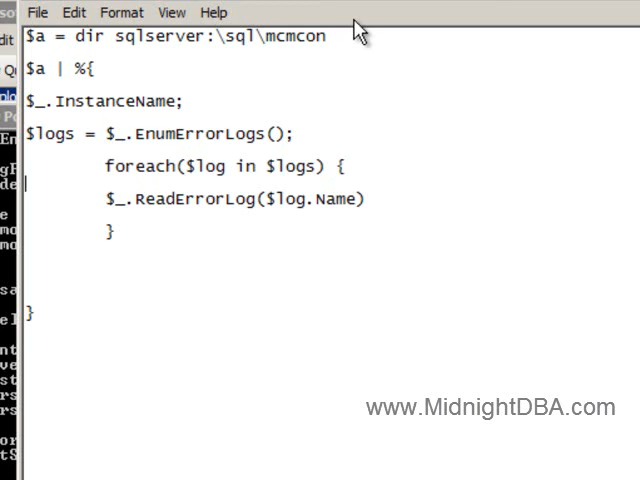 File Edit Format View Help
$a = dir sqlserver:\sql\mcmcon
$a | %{
$_.InstanceName;
$logs = $_.EnumErrorLogs();
foreach($log in $logs) {
$_.ReadErrorLog($log.Name)
}
}
www.MidnightDBA.com